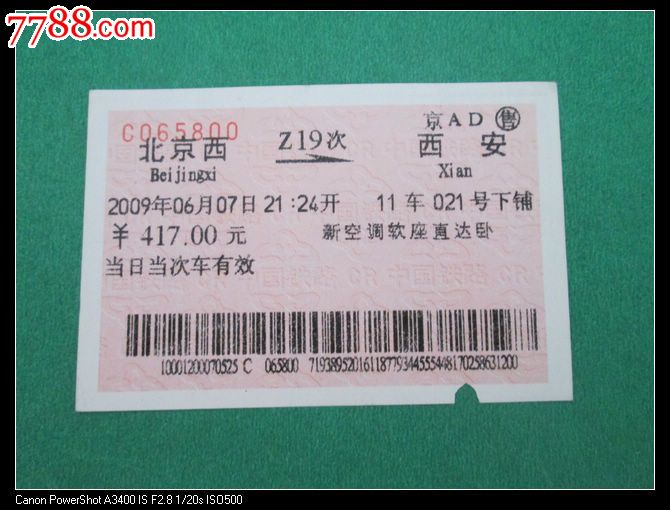 7788.com
C065800
京AD 售
北京西 Z19次 西安
Beijingxi Xian
2009年06月07日 21:24开 11车 021号下铺
￥417.00元 新空调软座直达卧
当日当次车有效
10001200070525 C 065800 7193895201611877934455544817025863​1200
Canon PowerShot A3400 IS F2.8 1/20s ISO500